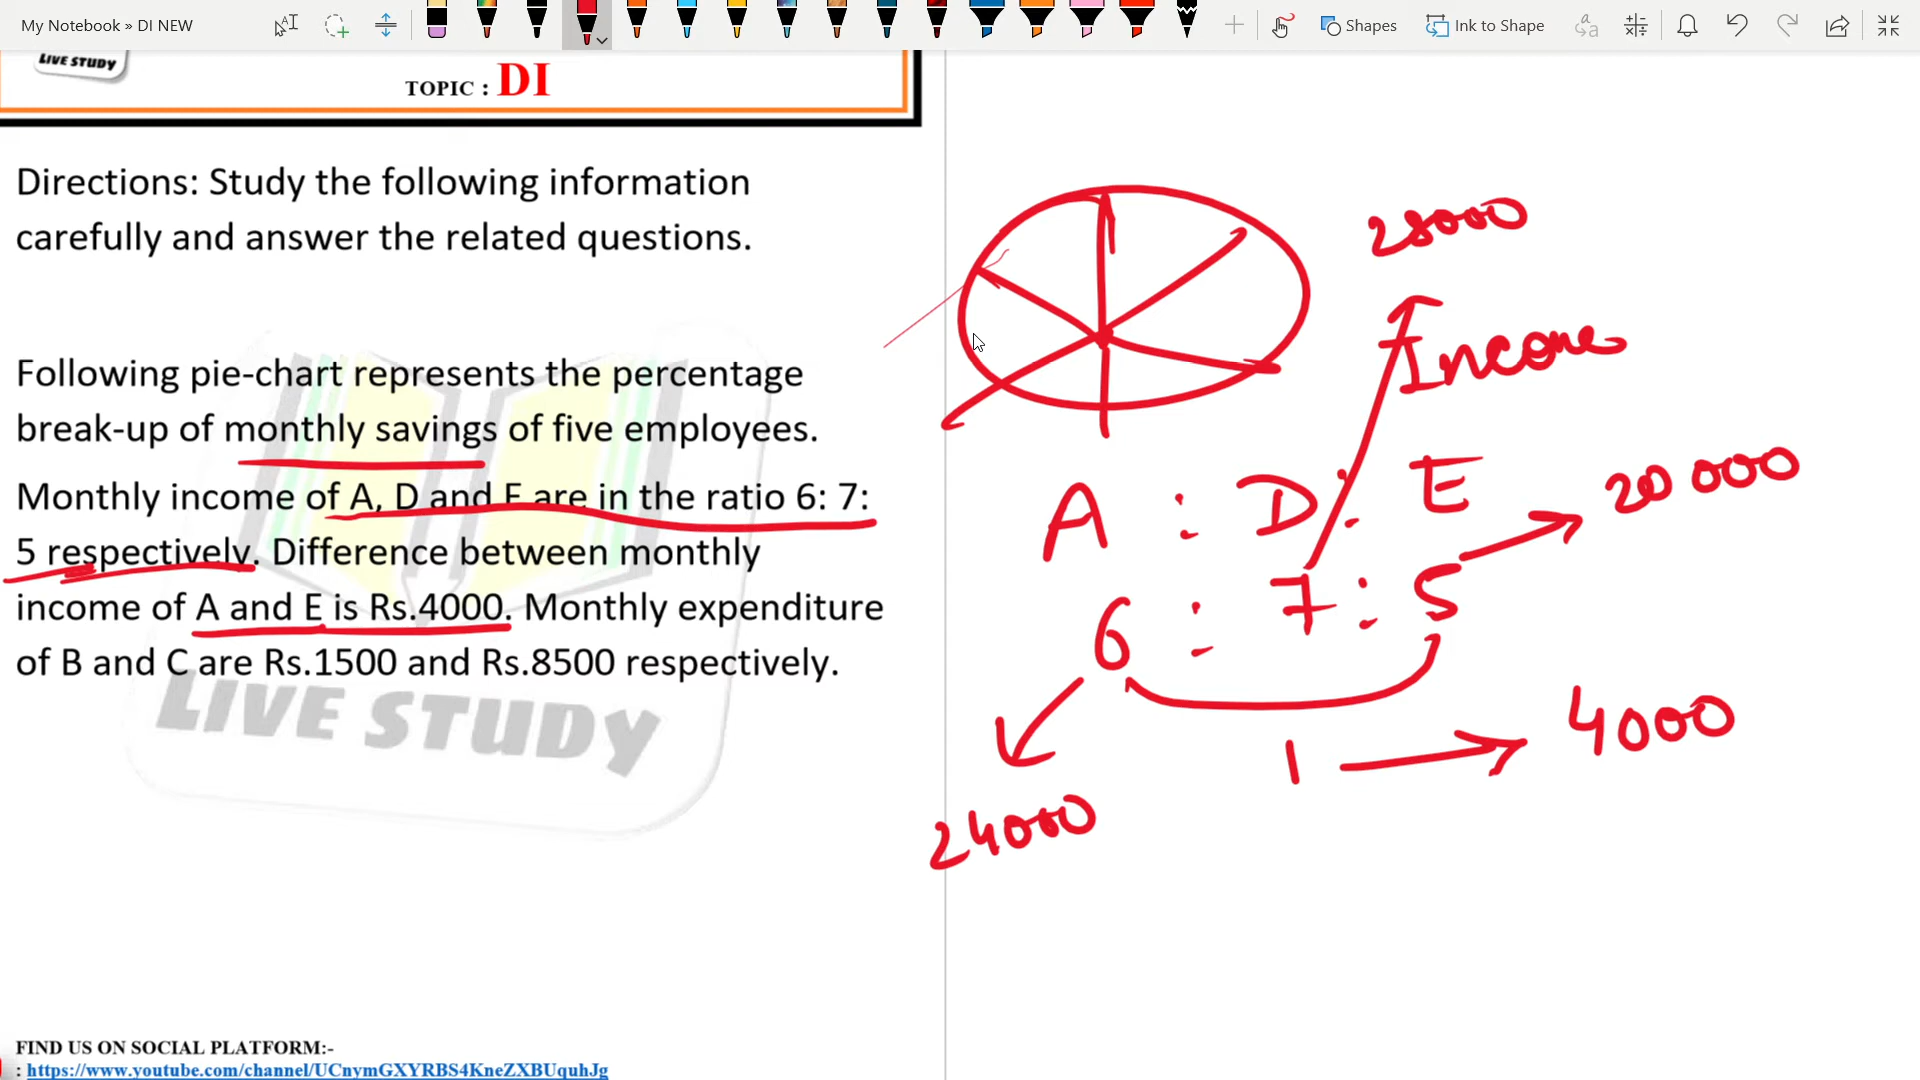 My Notebook » DI NEW
Shapes
Ink to Shape
LIVE STUDY
TOPIC : DI
Directions: Study the following information
carefully and answer the related questions.
Following pie-chart represents the percentage
break-up of monthly savings of five employees.
Monthly income of A, D and E are in the ratio 6: 7:
5 respectively. Difference between monthly
income of A and E is Rs.4000. Monthly expenditure
of B and C are Rs.1500 and Rs.8500 respectively.
LIVE STUDY
28000
Income
A : D : E
20000
6 : 7 : 5
1 → 4000
24000
FIND US ON SOCIAL PLATFORM:-
: https://www.youtube.com/channel/UCnymGXYRBS4KneZXBUquhJg